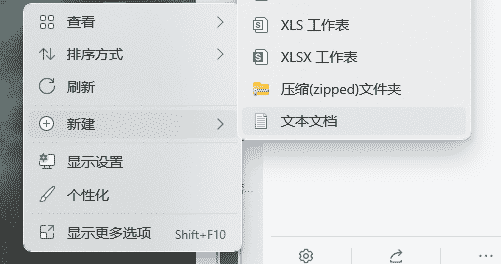 查看
排序方式
刷新
新建
显示设置
个性化
显示更多选项 Shift+F10
XLS 工作表
XLSX 工作表
压缩(zipped)文件夹
文本文档